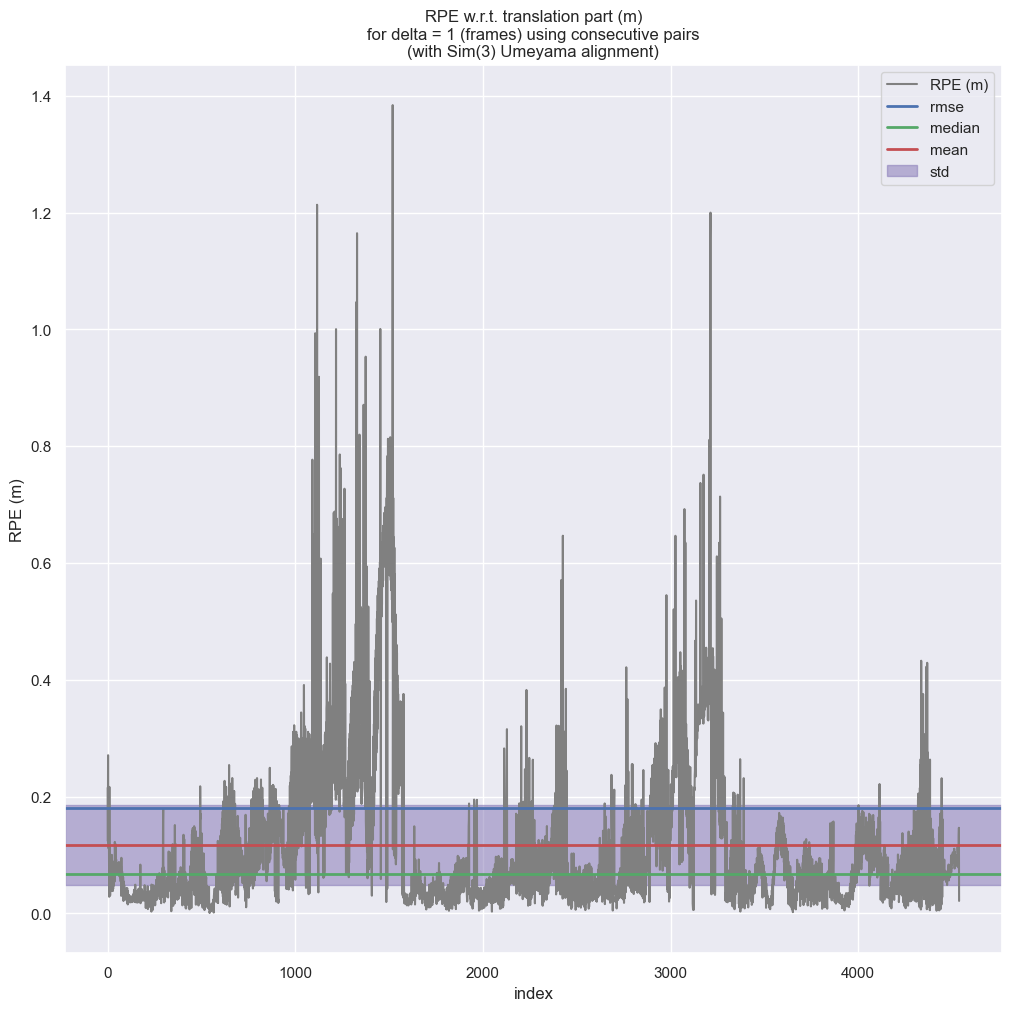 RPE w.r.t. translation part (m)
for delta = 1 (frames) using consecutive pairs
(with Sim(3) Umeyama alignment)
RPE (m)
rmse
median
mean
std
1.4
1.2
1.0
0.8
0.6
0.4
0.2
0.0
RPE (m)
0
1000
2000
3000
4000
index